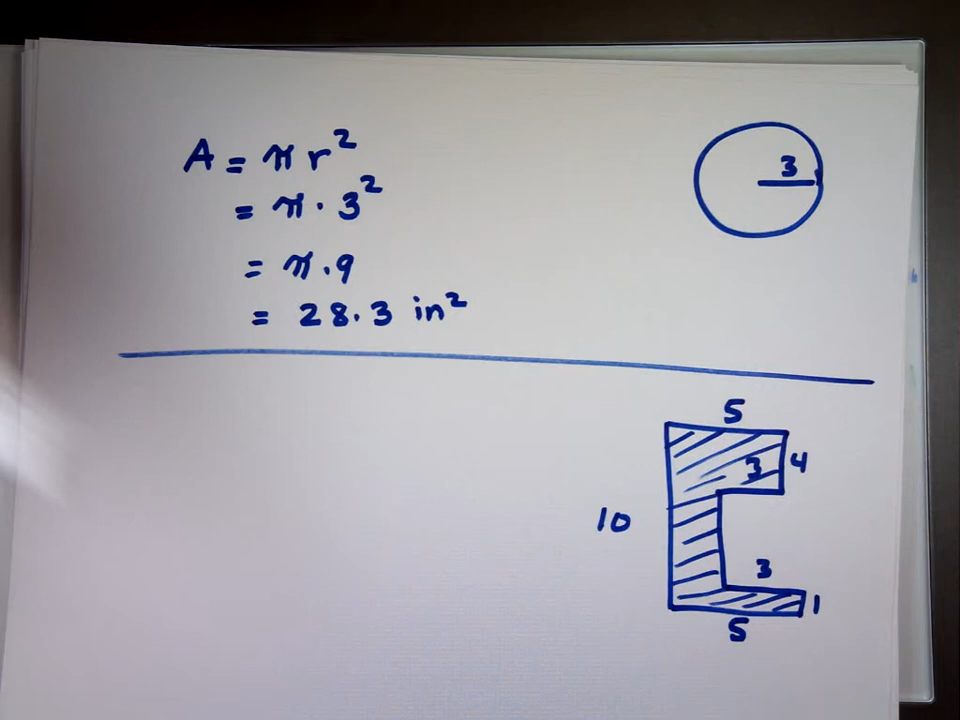 A = π r²
= π · 3²
= π · 9
= 28.3 in²
3
5
3 4
10
3
1
5